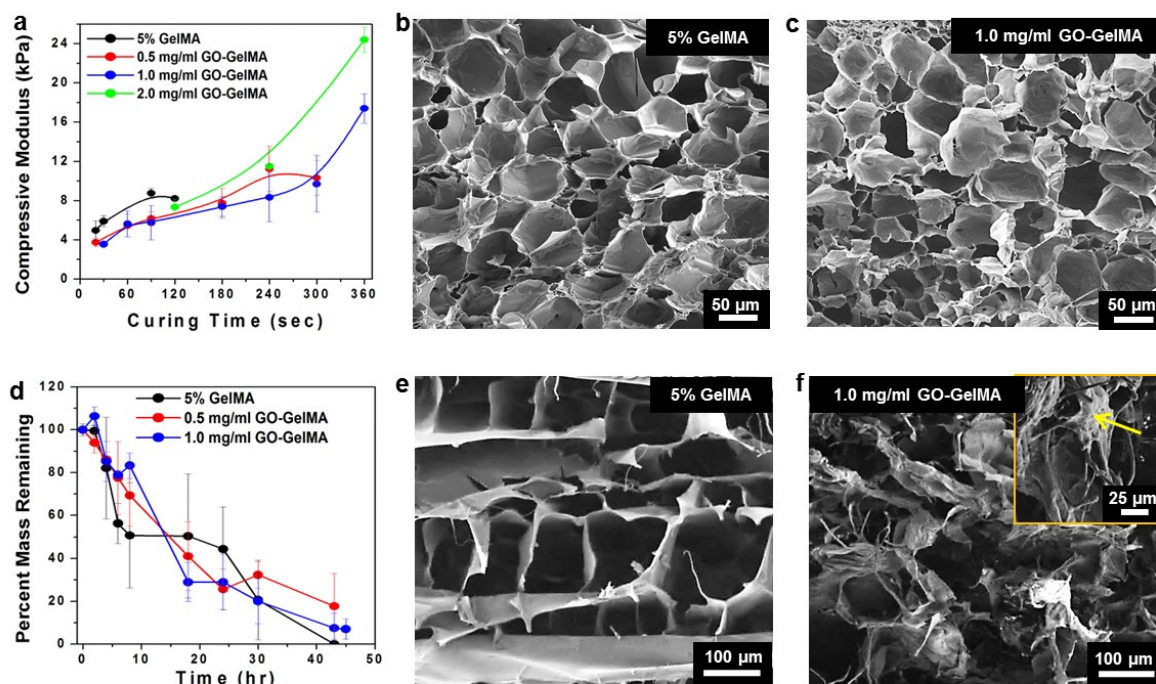 a
24
20
16
12
8
4
0
Compressive Modulus (kPa)
5% GelMA
0.5 mg/ml GO-GelMA
1.0 mg/ml GO-GelMA
2.0 mg/ml GO-GelMA
0 60 120 180 240 300 360
Curing Time (sec)
b
5% GelMA
50 µm
c
1.0 mg/ml GO-GelMA
50 µm
d
120
100
80
60
40
20
0
Percent Mass Remaining
5% GelMA
0.5 mg/ml GO-GelMA
1.0 mg/ml GO-GelMA
0 10 20 30 40 50
Time (hr)
e
5% GelMA
100 µm
f
1.0 mg/ml GO-GelMA
25 µm
100 µm